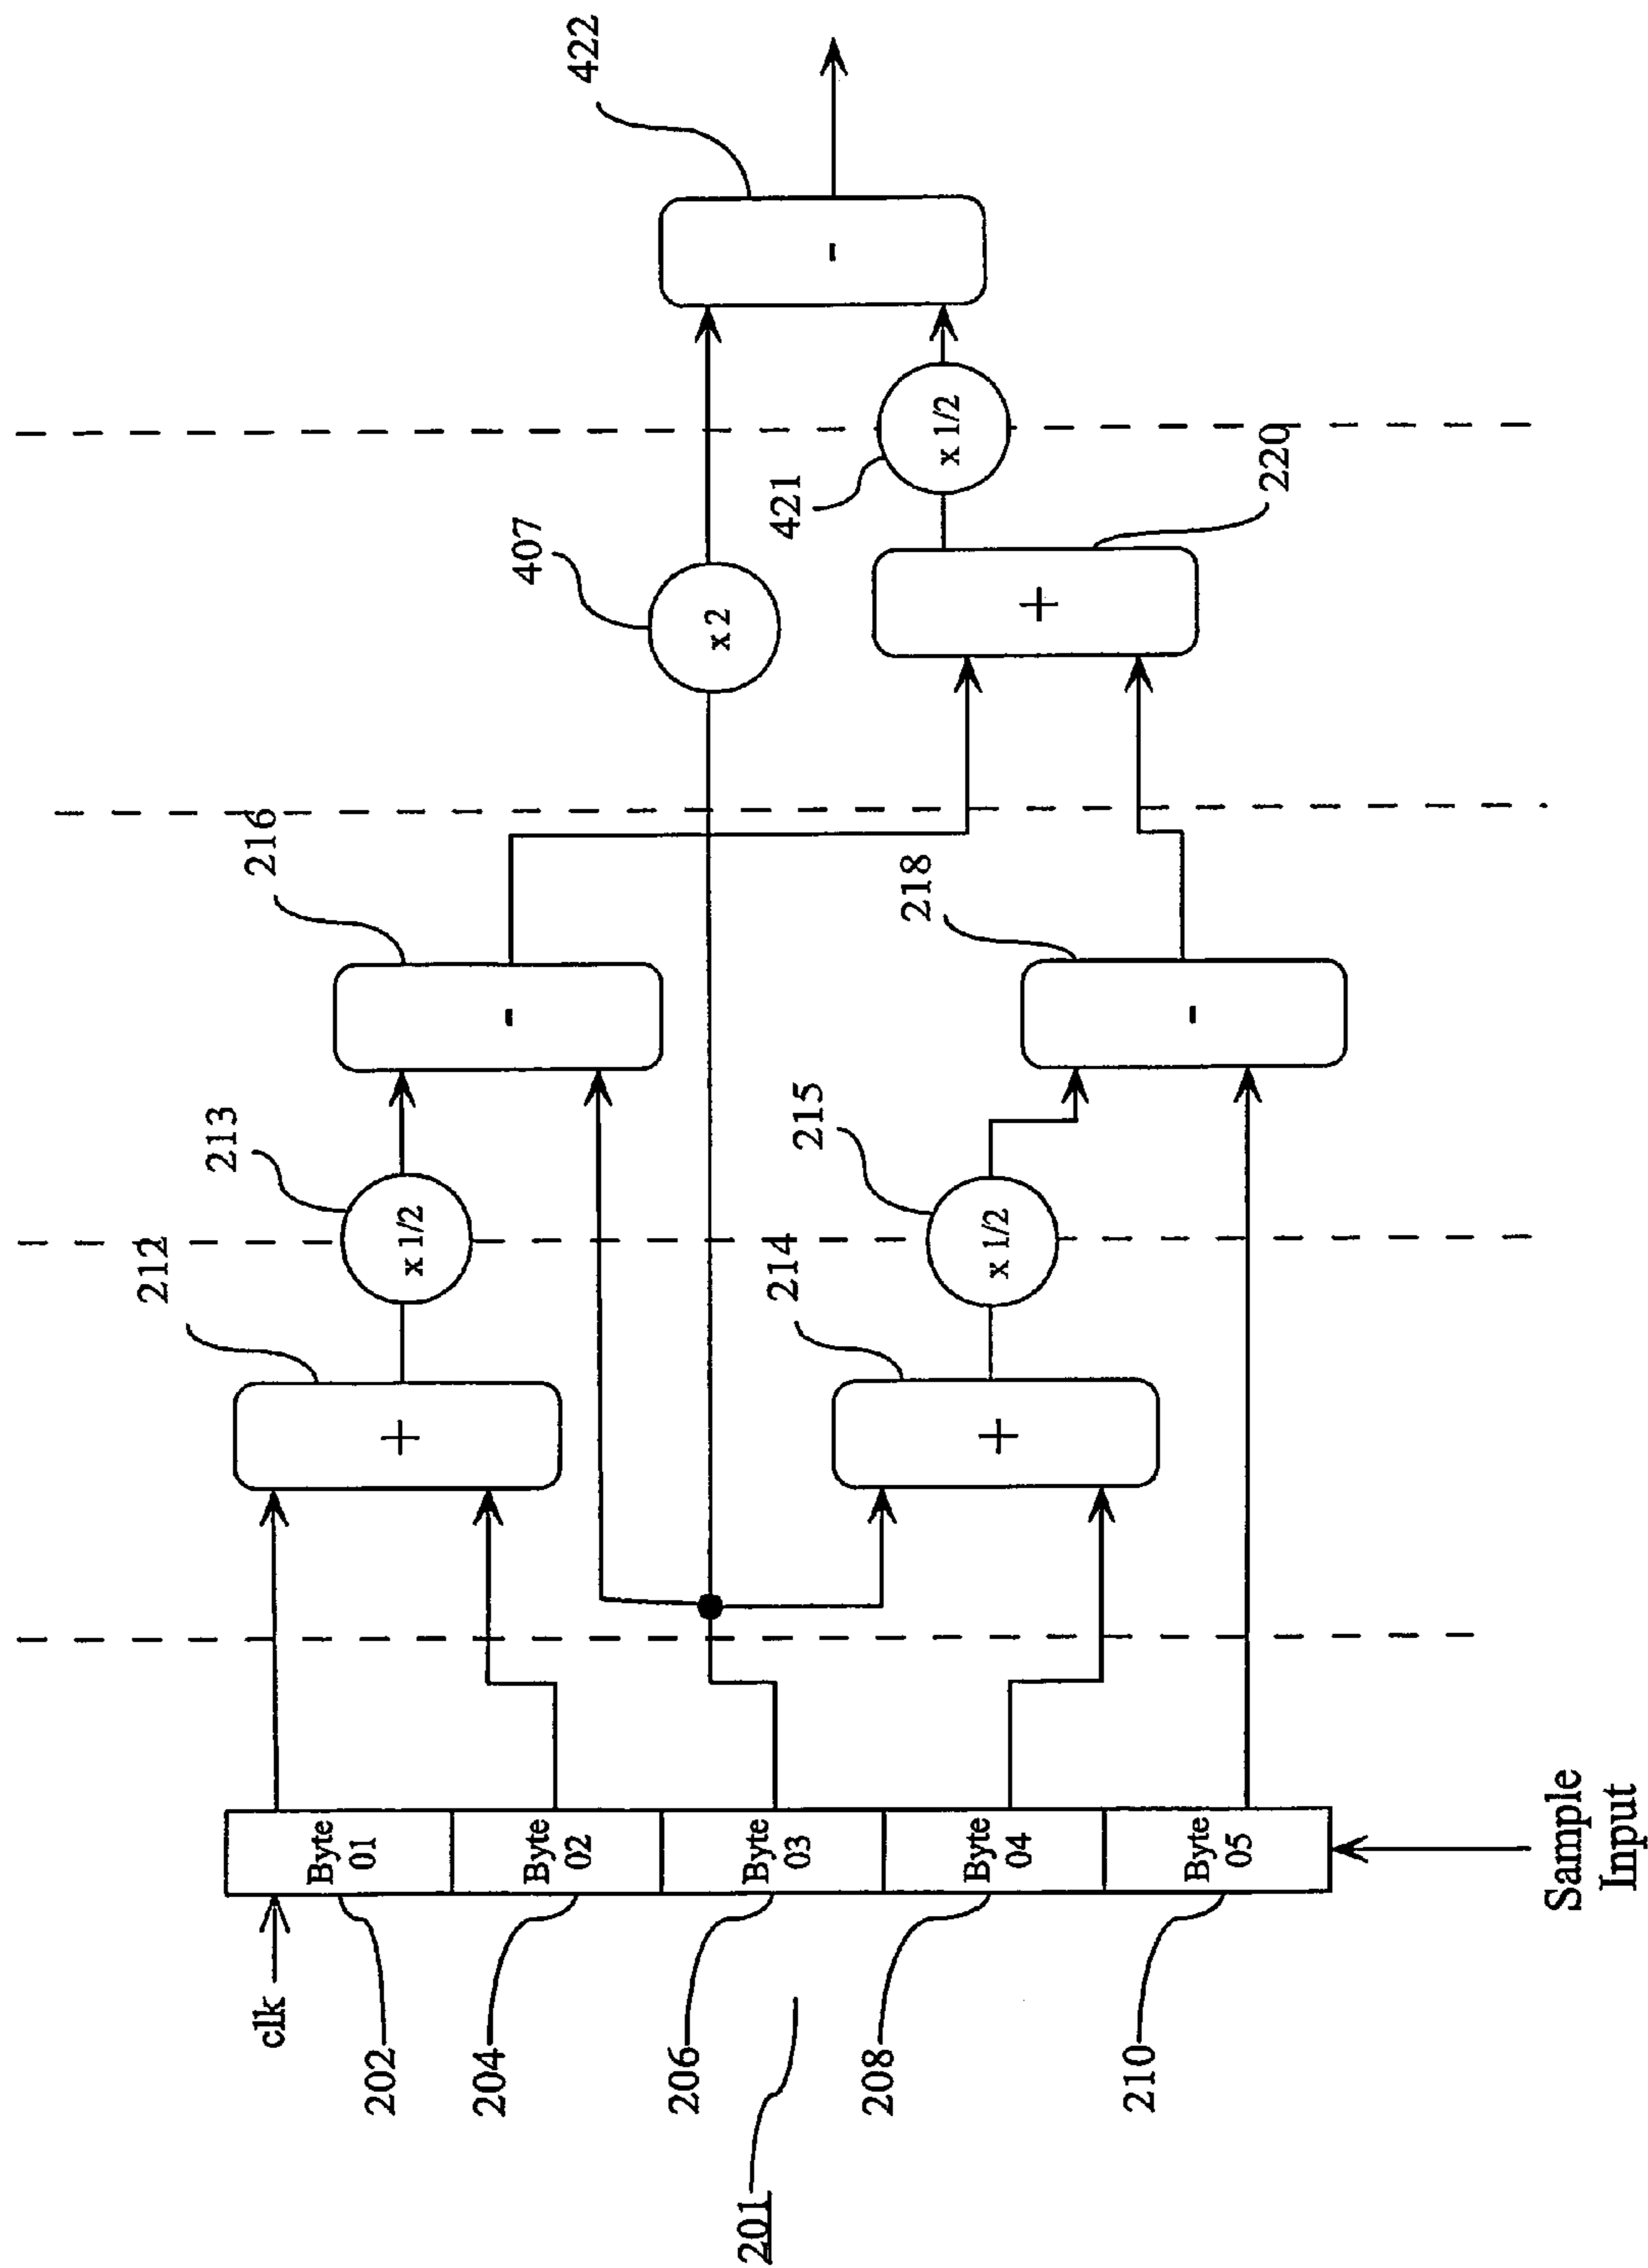 422
-
x 1/2
421
220
407
x 2
+
216
-
218
-
213
x 1/2
215
x 1/2
212
+
214
+
clk
Byte
01
Byte
02
Byte
03
Byte
04
Byte
05
Sample
Input
202
204
206
208
210
201